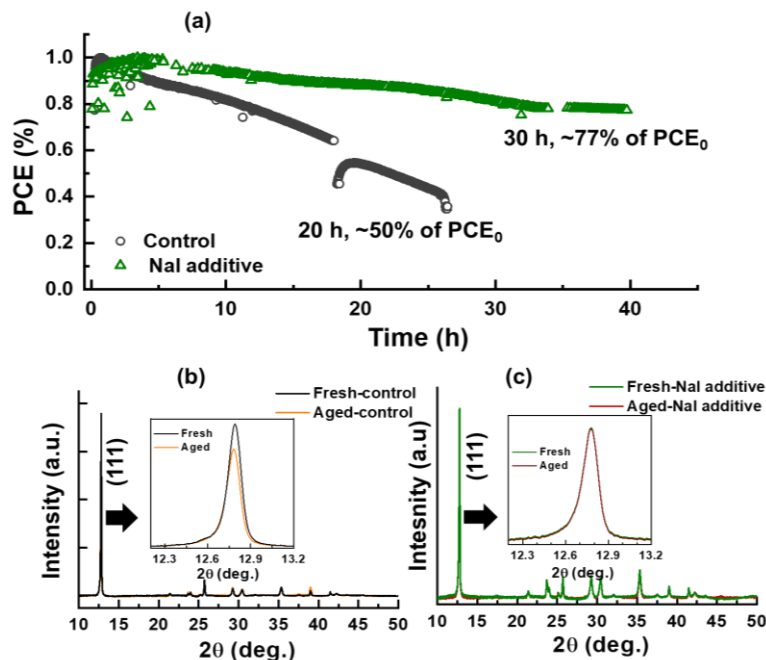 (a)
PCE (%)
1.0
0.8
0.6
0.4
0.2
0.0
30 h, ~77% of PCE₀
20 h, ~50% of PCE₀
Control
NaI additive
0 10 20 30 40
Time (h)
(b)
Fresh-control
Aged-control
Intensity (a.u.)
(111)
Fresh
Aged
12.3 12.6 12.9 13.2
2θ (deg.)
10 15 20 25 30 35 40 45 50
2θ (deg.)
(c)
Fresh-NaI additive
Aged-NaI additive
Intesnity (a.u)
(111)
Fresh
Aged
12.3 12.6 12.9 13.2
2θ (deg.)
10 15 20 25 30 35 40 45 50
2θ (deg.)